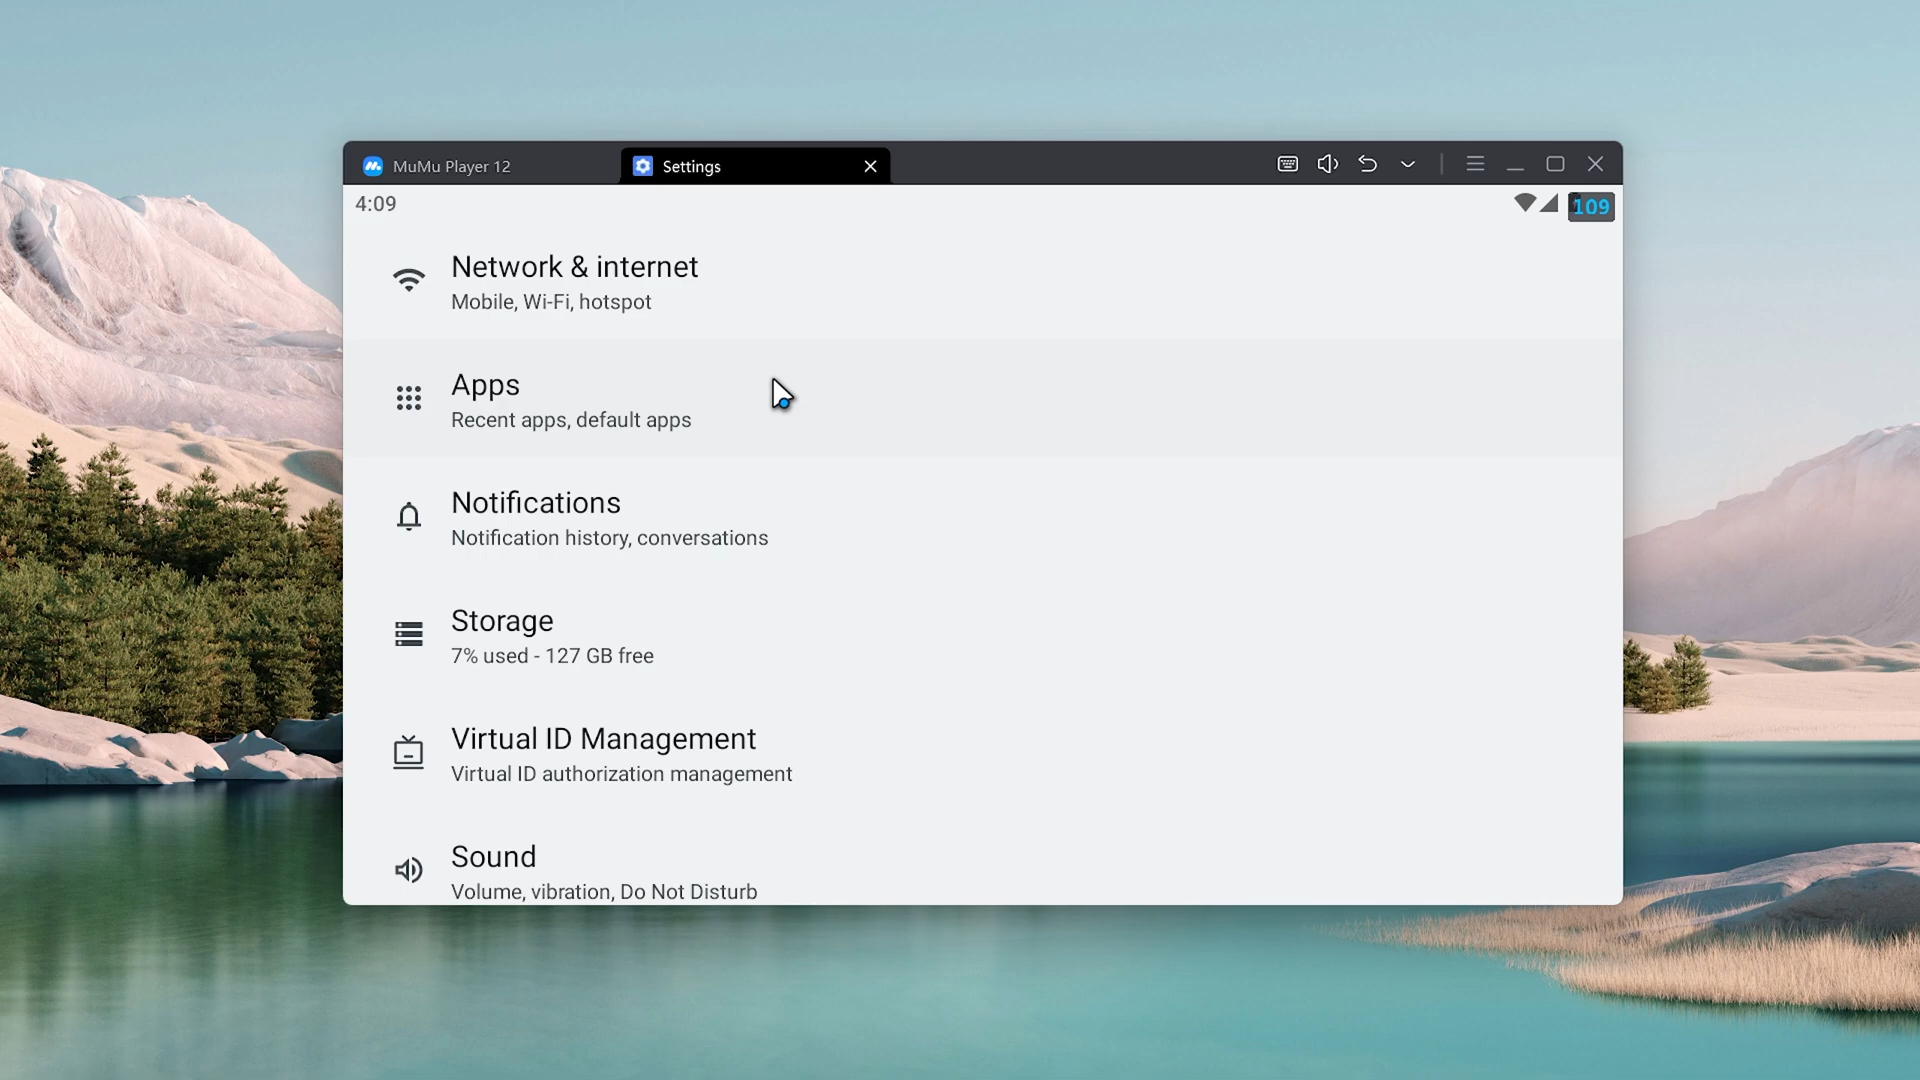 MuMu Player 12
Settings
4:09
109
Network & internet
Mobile, Wi-Fi, hotspot
Apps
Recent apps, default apps
Notifications
Notification history, conversations
Storage
7% used - 127 GB free
Virtual ID Management
Virtual ID authorization management
Sound
Volume, vibration, Do Not Disturb